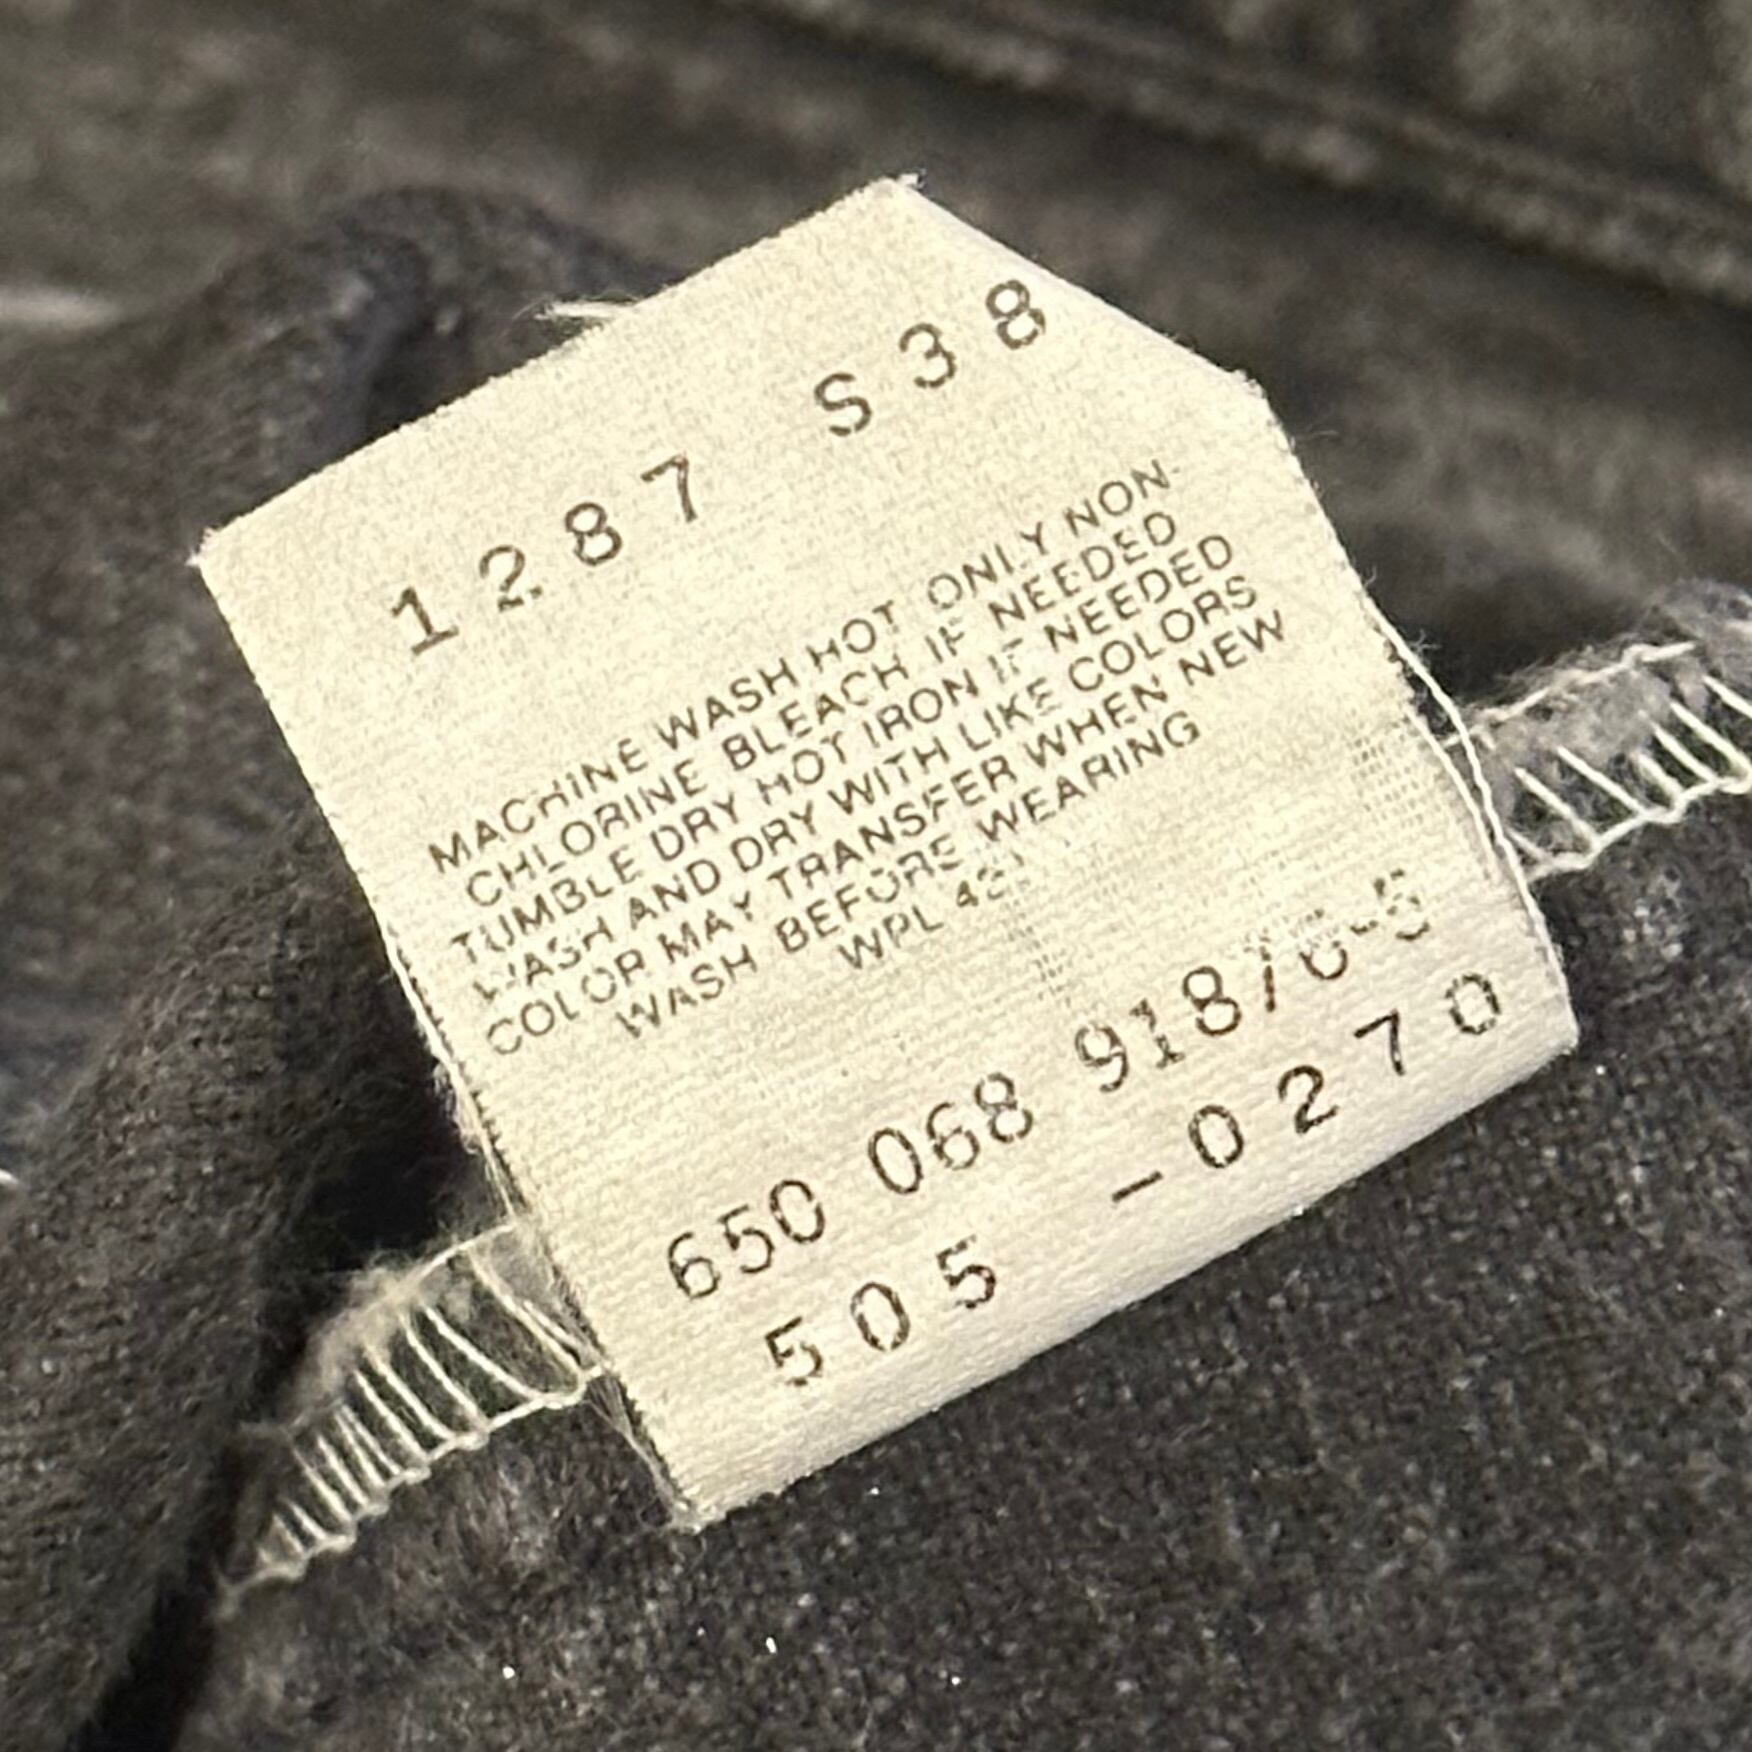 1287 S38
MACHINE WASH HOT ONLY NON-
CHLORINE BLEACH IF NEEDED
TUMBLE DRY HOT IRON IF NEEDED
WASH AND DRY WITH LIKE COLORS
COLOR MAY TRANSFER WHEN NEW
WASH BEFORE WEARING
WPL
650 068
505 -0270